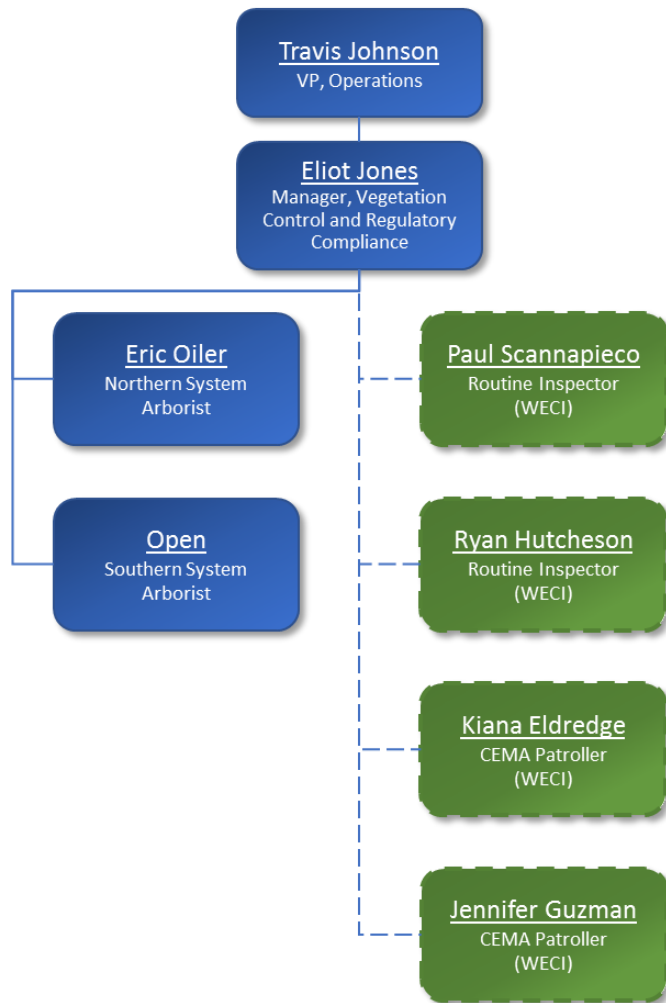 Travis Johnson
VP, Operations
Eliot Jones
Manager, Vegetation
Control and Regulatory
Compliance
Eric Oiler
Northern System
Arborist
Paul Scannapieco
Routine Inspector
(WECI)
Open
Southern System
Arborist
Ryan Hutcheson
Routine Inspector
(WECI)
Kiana Eldredge
CEMA Patroller
(WECI)
Jennifer Guzman
CEMA Patroller
(WECI)